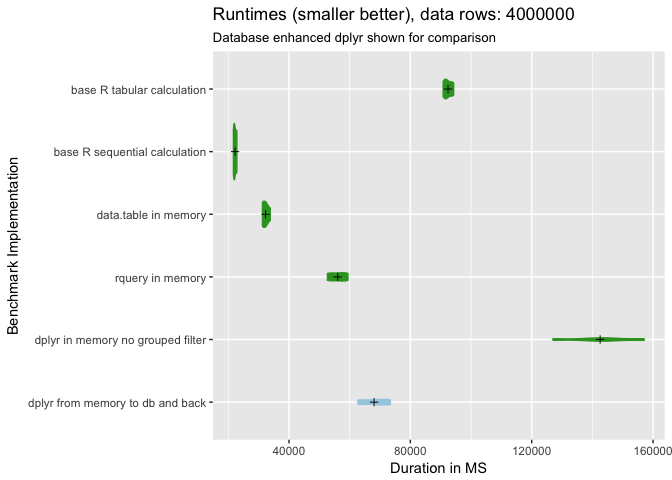 Runtimes (smaller better), data rows: 4000000
Database enhanced dplyr shown for comparison
Benchmark Implementation
base R tabular calculation
base R sequential calculation
data.table in memory
rquery in memory
dplyr in memory no grouped filter
dplyr from memory to db and back
40000 80000 120000 160000
Duration in MS